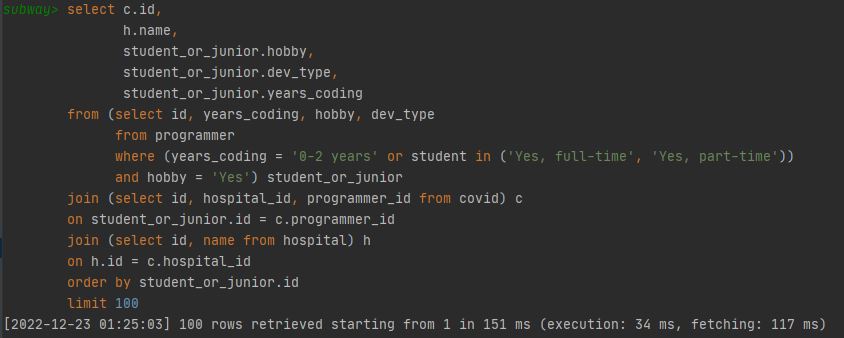 subway> select c.id,
               h.name,
               student_or_junior.hobby,
               student_or_junior.dev_type,
               student_or_junior.years_coding
        from (select id, years_coding, hobby, dev_type
              from programmer
              where (years_coding = '0-2 years' or student in ('Yes, full-time', 'Yes, part-time'))
              and hobby = 'Yes') student_or_junior
        join (select id, hospital_id, programmer_id from covid) c
        on student_or_junior.id = c.programmer_id
        join (select id, name from hospital) h
        on h.id = c.hospital_id
        order by student_or_junior.id
        limit 100
[2022-12-23 01:25:03] 100 rows retrieved starting from 1 in 151 ms (execution: 34 ms, fetching: 117 ms)